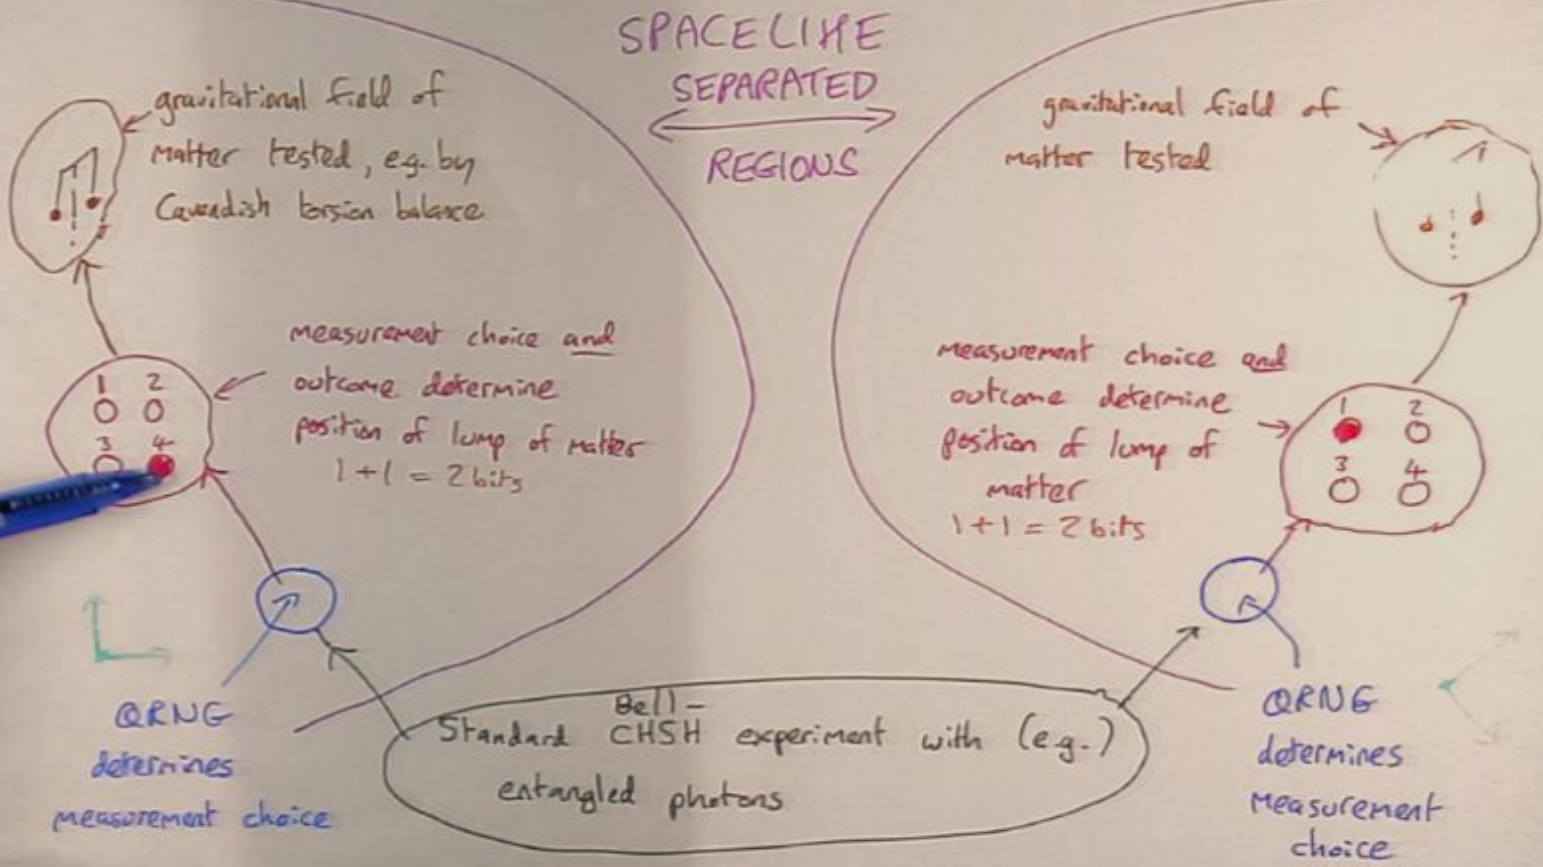 SPACELIKE
SEPARATED
REGIONS
gravitational field of
matter tested, e.g. by
Cavendish torsion balance
gravitational field of
matter tested
measurement choice and
outcome determine
position of lump of matter
1+1 = 2 bits
1 2
3 4
measurement choice and
outcome determine
position of lump of
matter
1+1 = 2 bits
1 2
3 4
QRNG
determines
measurement choice
Bell-
Standard CHSH experiment with (e.g.)
entangled photons
QRNG
determines
measurement
choice